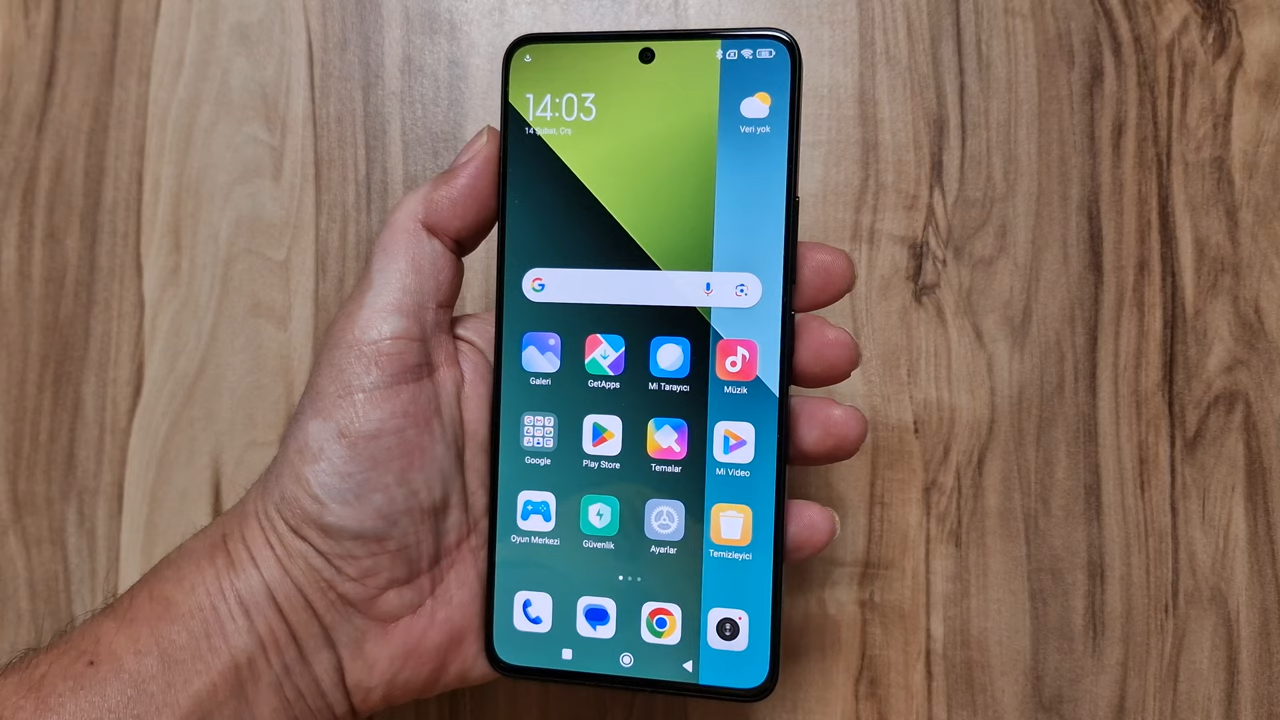 14:03
14 Şubat, Çrş
Veri yok
Galeri
GetApps
Mi Tarayıcı
Müzik
Google
Play Store
Temalar
Mi Video
Oyun Merkezi
Güvenlik
Ayarlar
Temizleyici